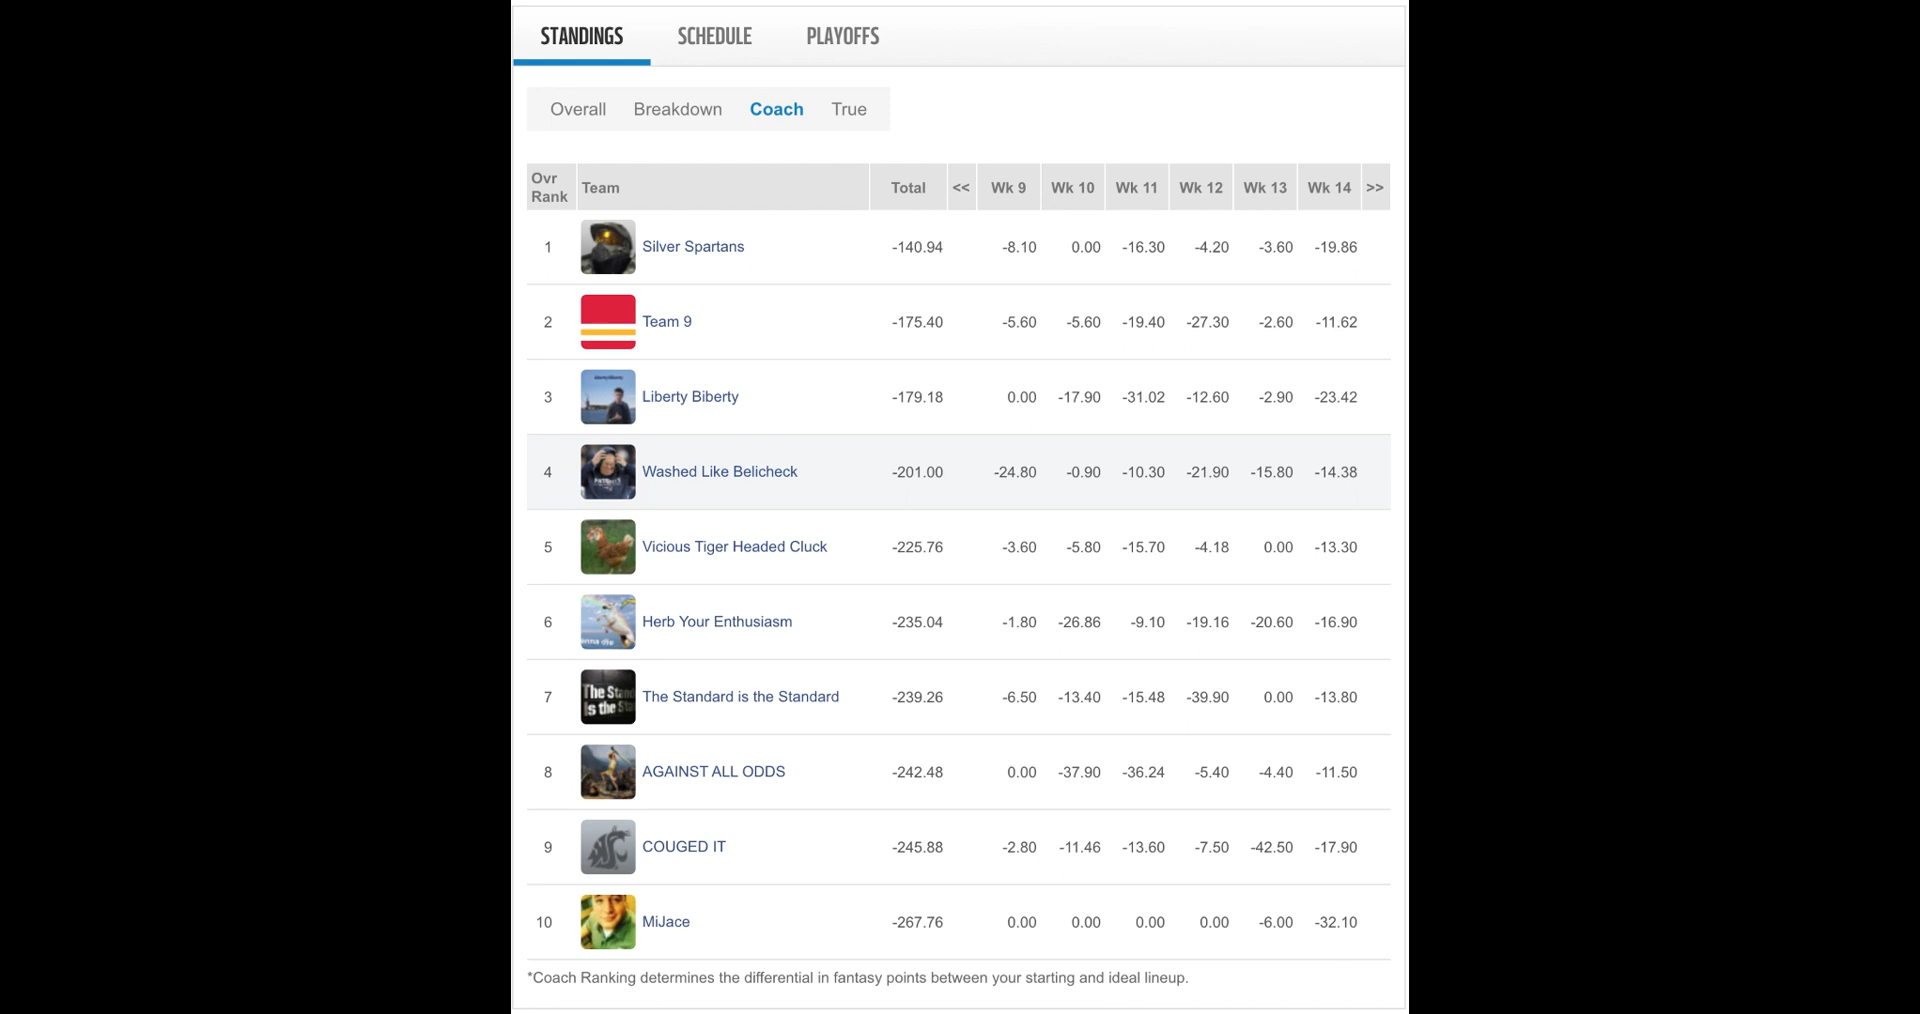 STANDINGS SCHEDULE PLAYOFFS
Overall Breakdown Coach True
Ovr Rank Team Total << Wk 9 Wk 10 Wk 11 Wk 12 Wk 13 Wk 14 >>
1 Silver Spartans -140.94 -8.10 0.00 -16.30 -4.20 -3.60 -19.86
2 Team 9 -175.40 -5.60 -5.60 -19.40 -27.30 -2.60 -11.62
3 Liberty Biberty -179.18 0.00 -17.90 -31.02 -12.60 -2.90 -23.42
4 Washed Like Belicheck -201.00 -24.80 -0.90 -10.30 -21.90 -15.80 -14.38
5 Vicious Tiger Headed Cluck -225.76 -3.60 -5.80 -15.70 -4.18 0.00 -13.30
6 Herb Your Enthusiasm -235.04 -1.80 -26.86 -9.10 -19.16 -20.60 -16.90
The Stan
Is the Sta
7 The Standard is the Standard -239.26 -6.50 -13.40 -15.48 -39.90 0.00 -13.80
8 AGAINST ALL ODDS -242.48 0.00 -37.90 -36.24 -5.40 -4.40 -11.50
9 COUGED IT -245.88 -2.80 -11.46 -13.60 -7.50 -42.50 -17.90
10 MiJace -267.76 0.00 0.00 0.00 0.00 -6.00 -32.10
*Coach Ranking determines the differential in fantasy points between your starting and ideal lineup.